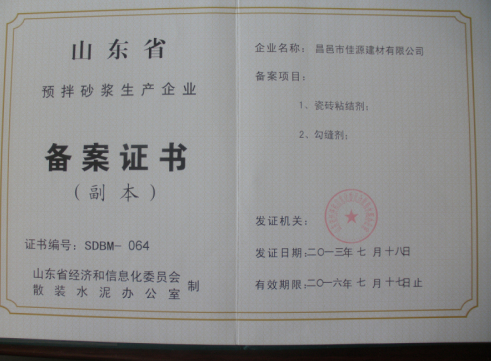 山东省
预拌砂浆生产企业
备案证书
(副本)
证书编号：SDBM- 064
山东省经济和信息化委员会
散装水泥办公室 制
企业名称：昌邑市佳源建材有限公司
备案项目：
1、瓷砖粘结剂；
2、勾缝剂；
发证机关：
发证日期：二〇一三年 七 月 十八日
有效期限：二〇一六年 七 月 十七日止